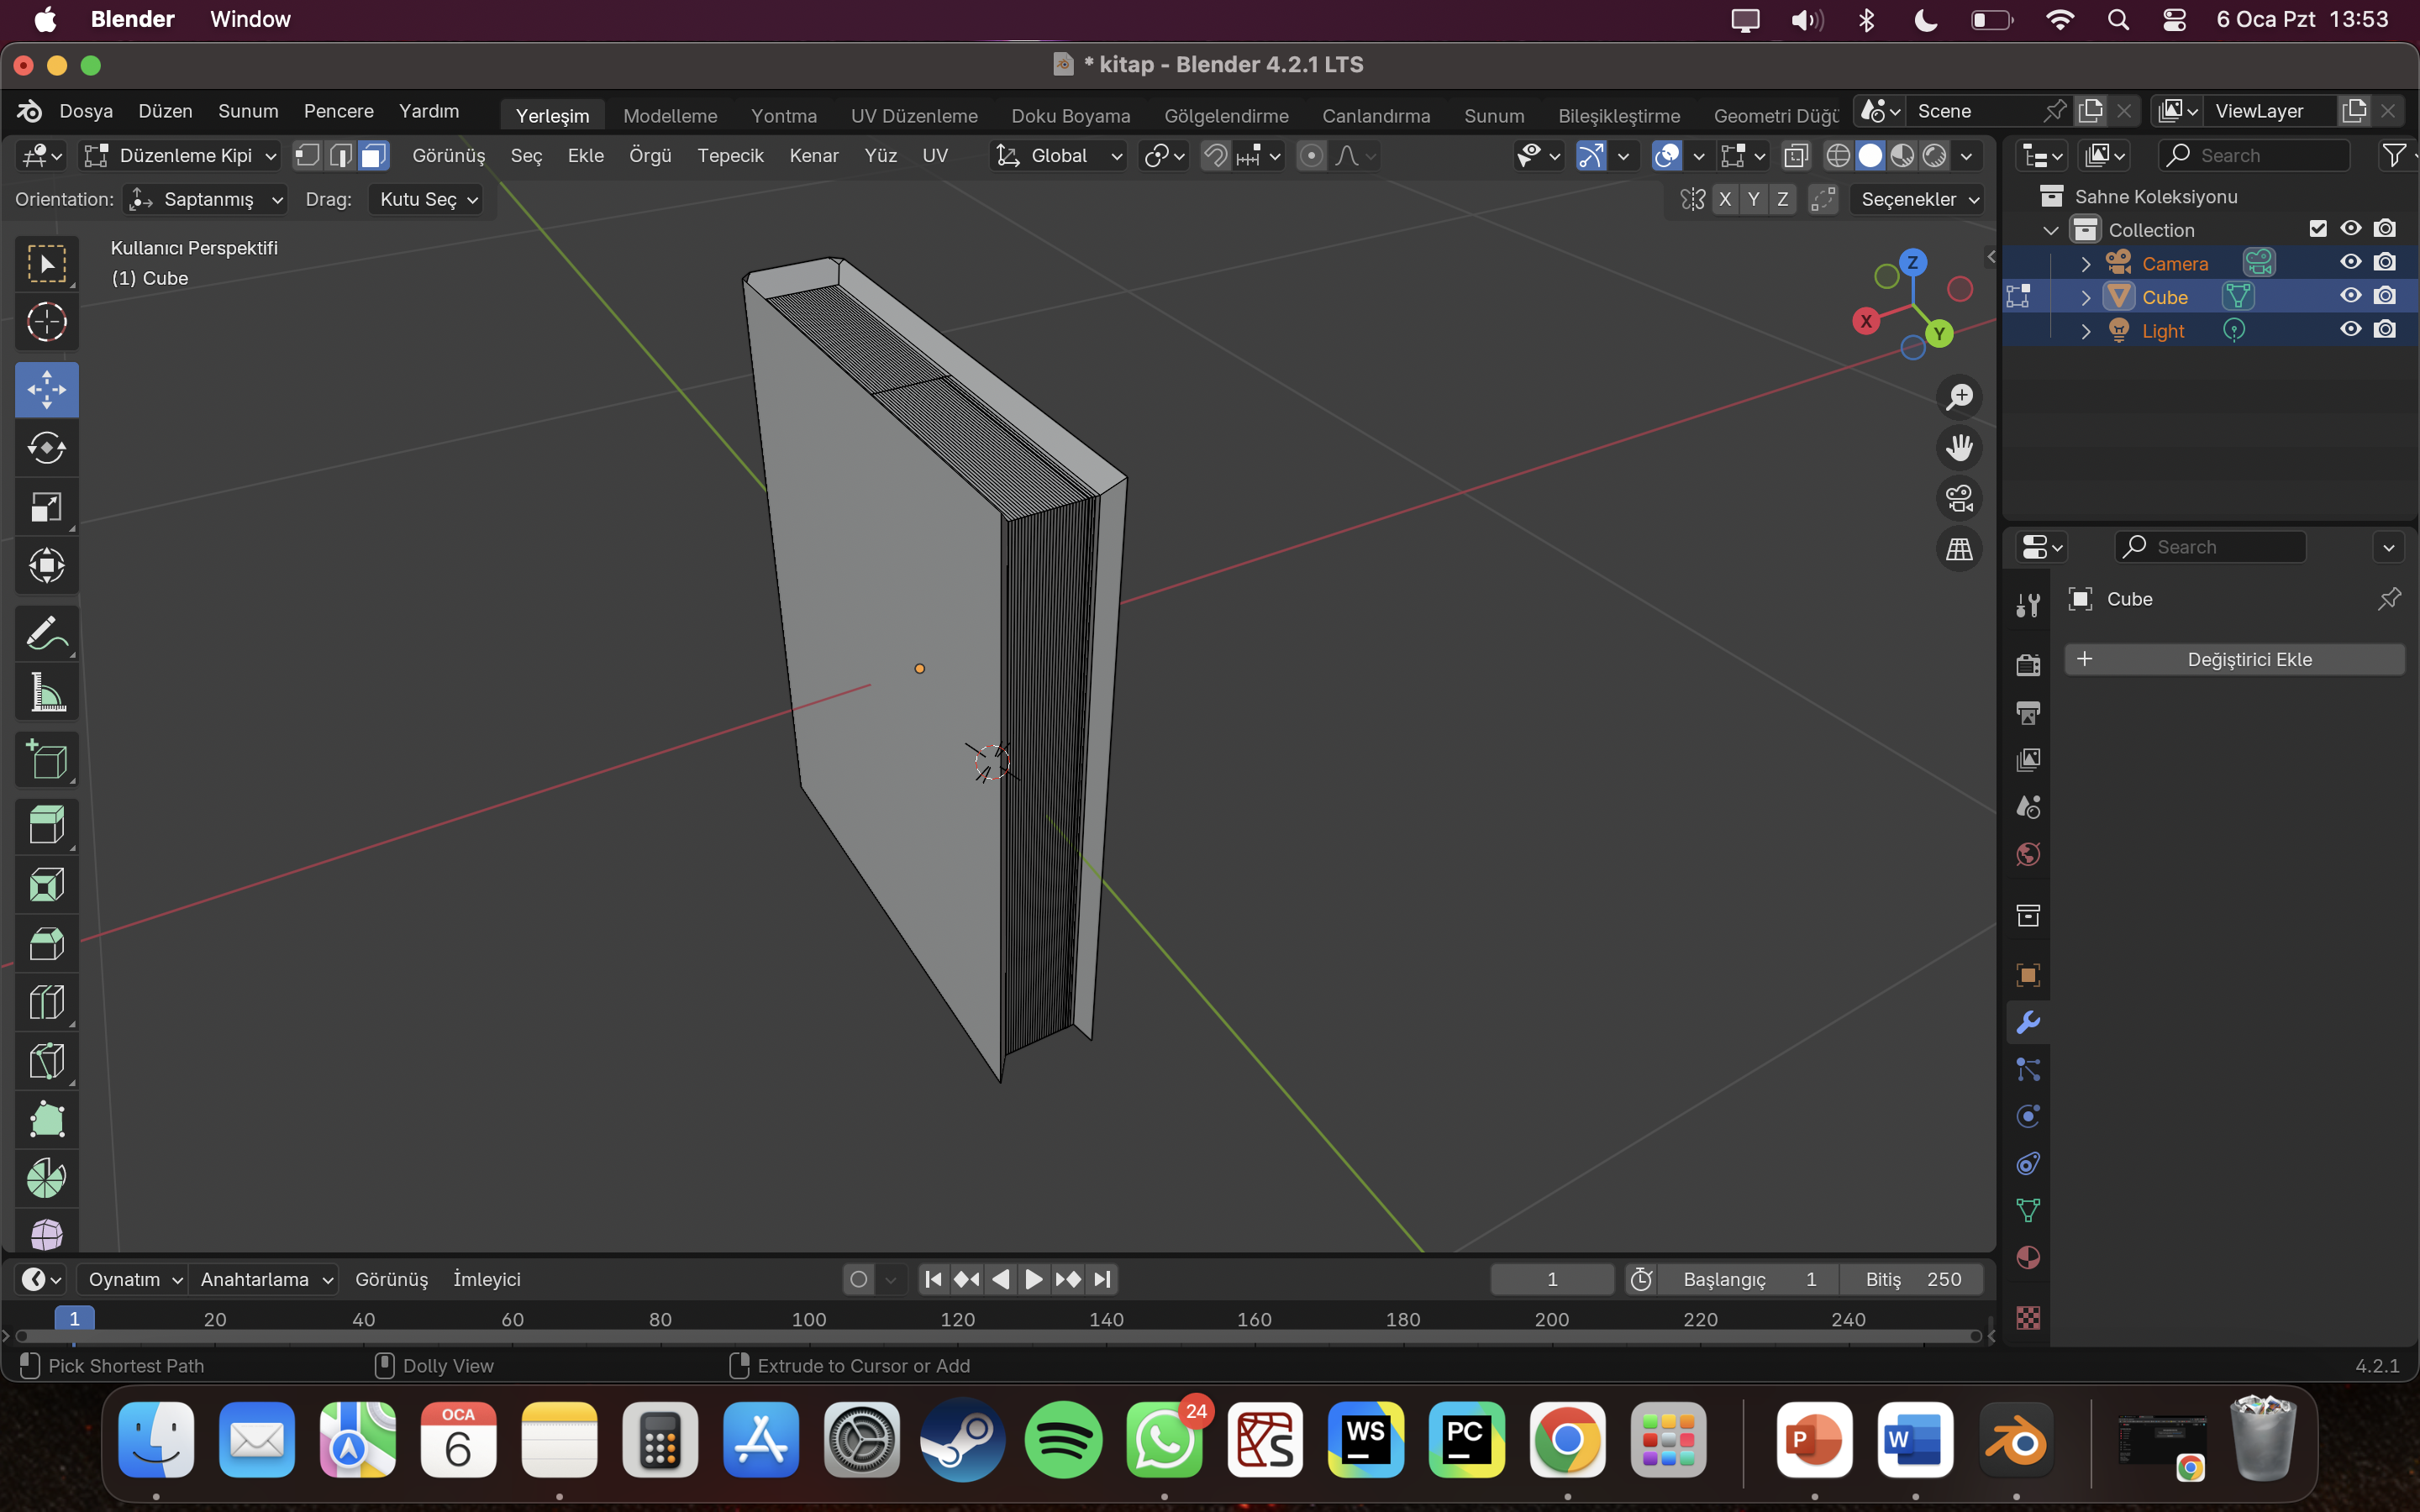 Blender Window 6 Oca Pzt 13:53
* kitap - Blender 4.2.1 LTS
Dosya Düzen Sunum Pencere Yardım Yerleşim Modelleme Yontma UV Düzenleme Doku Boyama Gölgelendirme Canlandırma Sunum Bileşikleştirme Geometri Düğü Scene ViewLayer
Düzenleme Kipi Görünüş Seç Ekle Örgü Tepecik Kenar Yüz UV Global Search
Orientation: Saptanmış Drag: Kutu Seç X Y Z Seçenekler
Sahne Koleksiyonu
Collection
Camera
Cube
Light
Kullanıcı Perspektifi
(1) Cube
Z
X
Y
Search
Cube
Değiştirici Ekle
Oynatım Anahtarlama Görünüş İmleyici 1 Başlangıç 1 Bitiş 250
1 20 40 60 80 100 120 140 160 180 200 220 240
Pick Shortest Path Dolly View Extrude to Cursor or Add 4.2.1
OCA
6
24
S
WS
PC
P
W